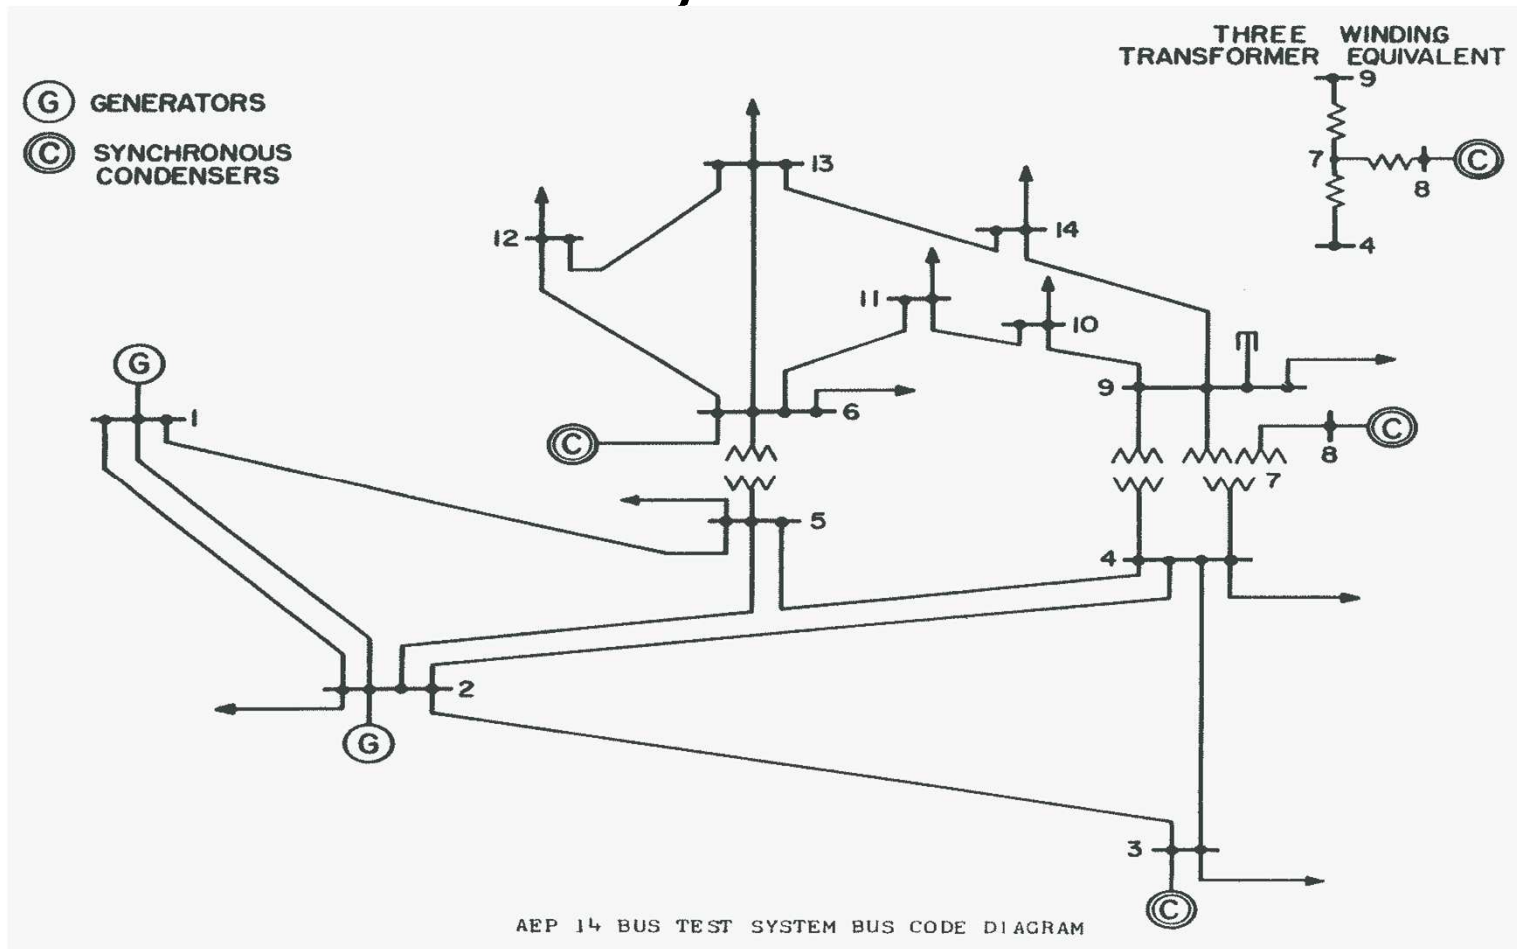 THREE WINDING
TRANSFORMER EQUIVALENT
9
7
C
8
4
G GENERATORS
C SYNCHRONOUS
CONDENSERS
13
12
14
11
10
G
1
9
6
C
8
C
7
5
4
2
G
3
C
AEP 14 BUS TEST SYSTEM BUS CODE DIAGRAM